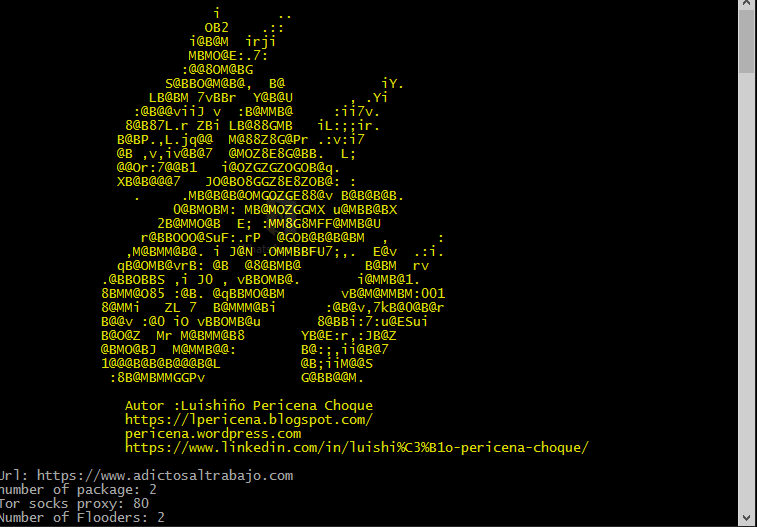 i       ..
OB2    .::
i@B@M  irji
MBMO@E:.7:
:@@8OM@BG
S@BBO@M@B@,  B@            iY.
LB@BM 7vBBr  Y@B@U       , .Yi
:@B@@viiJ v  :B@MMB@     :ii7v.
8@B87L.r ZBi LB@88GMB   iL:;;ir.
B@BP.,L.jq@@  M@88Z8G@Pr .:v:i7
@B ,v,iv@B@7  @MOZ8E8G@BB.  L;
@@Or:7@@B1   i@OZGZGZOGOB@q.
XB@B@@@7   JO@BO8GGZ8E8ZOB@: :
.     .MB@B@B@OMGOZGE88@v B@B@B@B.
O@BMOBM: MB@MOZGGMX u@MBB@BX
2B@MMO@B  E; :MM8G8MFF@MMB@U
r@BBOOO@SuF:.rP  @GOB@B@B@BM  ,      :
,M@BMM@B@. i J@N .OMMBBFU7;,.  E@v  .:i.
qB@OMB@vrB: @B  @8@BMB@        B@BM  rv
.@BBOBBS ,i JO , vBBOMB@.       i@MMB@1.
8BMM@O85 :@B. @qBBMO@BM       vB@M@MMBM:OO1
8@MMi   ZL 7  B@MMM@Bi      :@B@v,7kB@O@B@r
B@@v :@O iO vBBOMB@u       8@BBi:7:u@ESui
B@O@Z  Mr M@BMM@B8       YB@E:r,:JB@Z
@BMO@BJ  M@MMB@@:        B@:;,ii@B@7
1@@@B@B@B@@@B@L          @B;iiM@@S
:8B@MBMMGGPv            G@BB@@M.
Autor :Luishiño Pericena Choque
https://lpericena.blogspot.com/
pericena.wordpress.com
https://www.linkedin.com/in/luishi%C3%B1o-pericena-choque/
Url: https://www.adictosaltrabajo.com
number of package: 2
Tor socks proxy: 80
Number of Flooders: 2